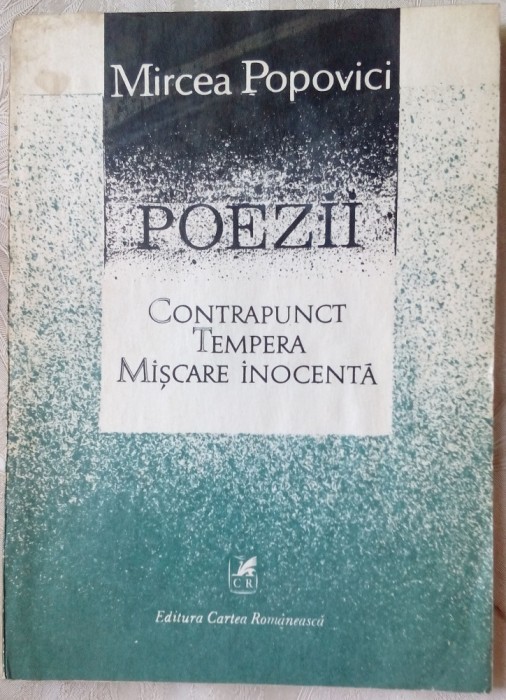 Mircea Popovici
POEZII
CONTRAPUNCT
TEMPERA
MIȘCARE INOCENTĂ
CR
Editura Cartea Românească